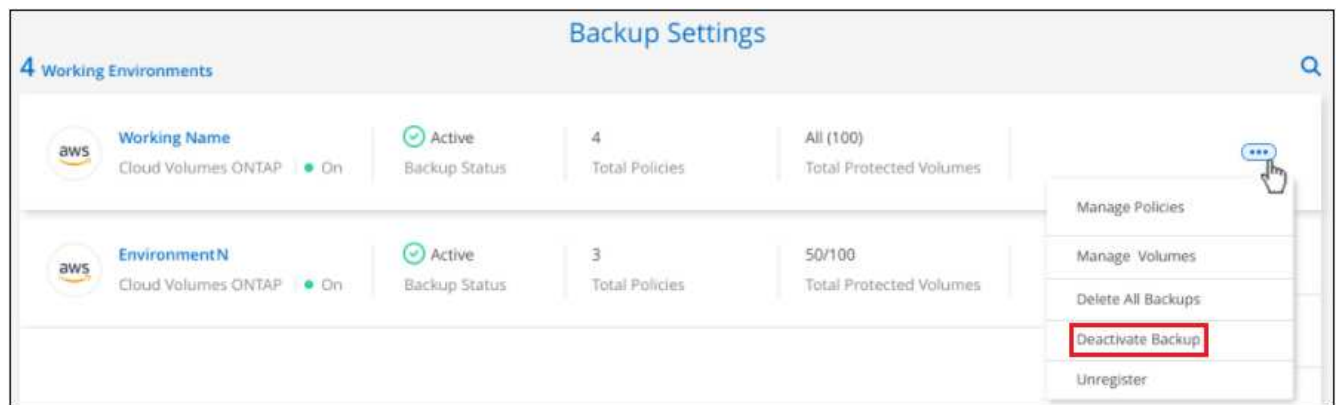 Backup Settings
4 Working Environments
aws
Working Name
Cloud Volumes ONTAP
On
Active
Backup Status
4
Total Policies
All (100)
Total Protected Volumes
Manage Policies
Manage Volumes
Delete All Backups
Deactivate Backup
Unregister
aws
EnvironmentN
Cloud Volumes ONTAP
On
Active
Backup Status
3
Total Policies
50/100
Total Protected Volumes